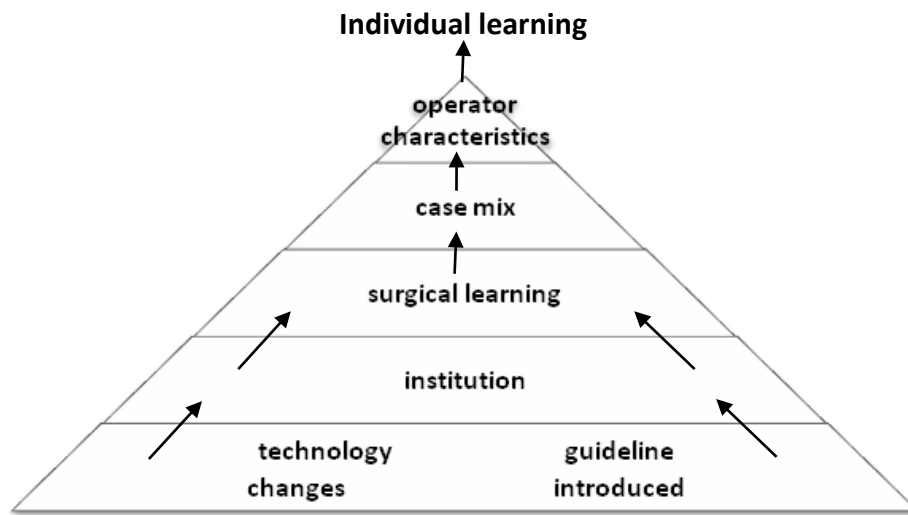 Individual learning
operator
characteristics
case mix
surgical learning
institution
technology guideline
changes introduced